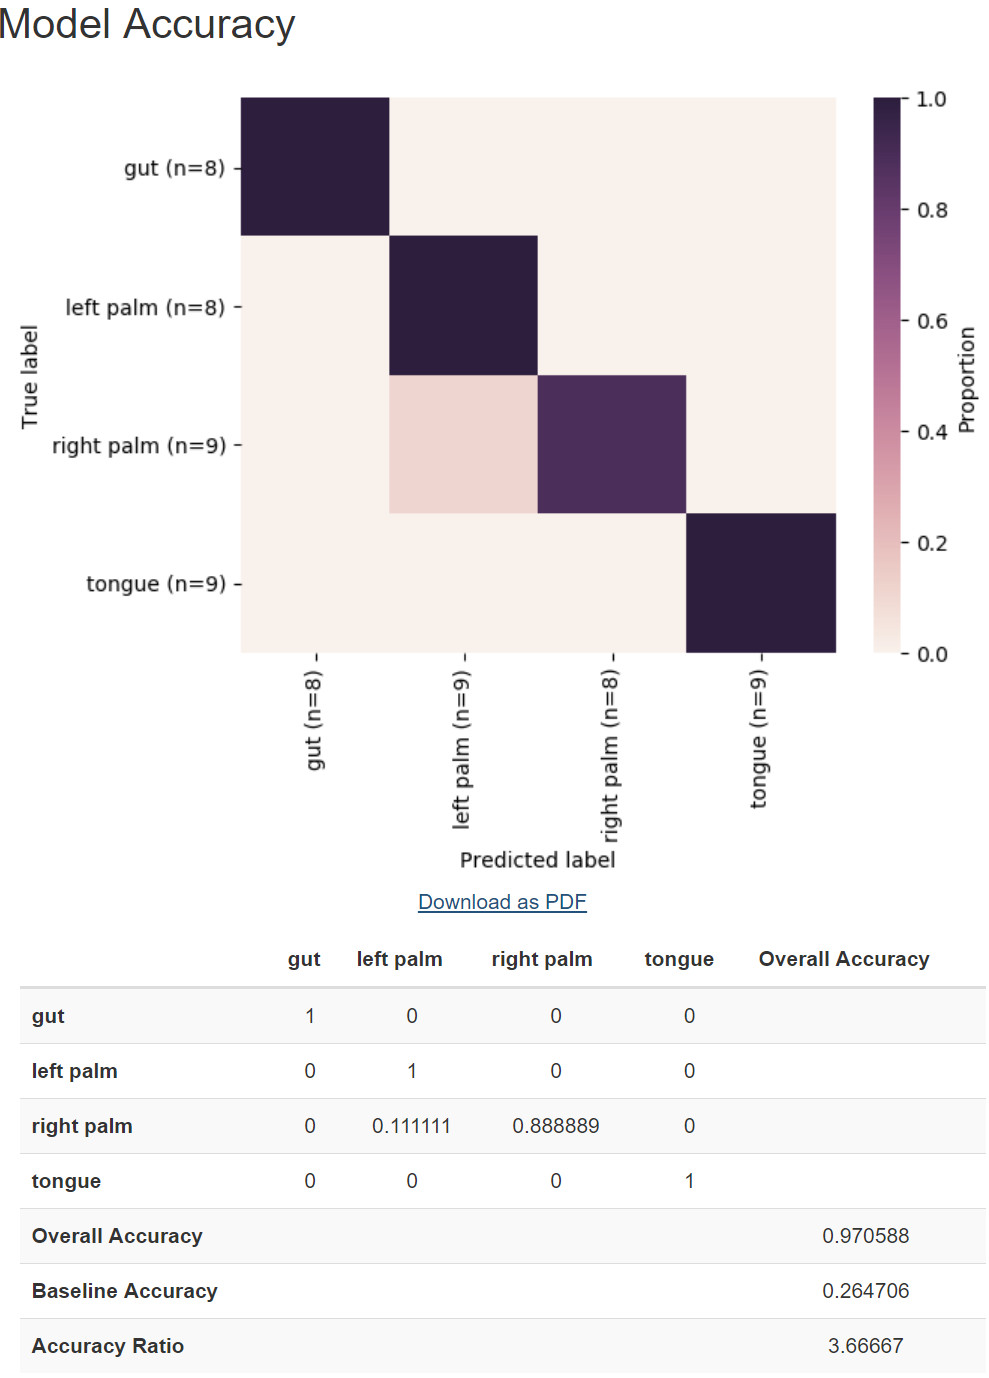 Model Accuracy
True label
gut (n=8)
left palm (n=8)
right palm (n=9)
tongue (n=9)
gut (n=8)
left palm (n=9)
right palm (n=8)
tongue (n=9)
Predicted label
1.0
0.8
0.6
0.4
0.2
0.0
Proportion
Download as PDF
gut left palm right palm tongue Overall Accuracy
gut 1 0 0 0
left palm 0 1 0 0
right palm 0 0.111111 0.888889 0
tongue 0 0 0 1
Overall Accuracy 0.970588
Baseline Accuracy 0.264706
Accuracy Ratio 3.66667